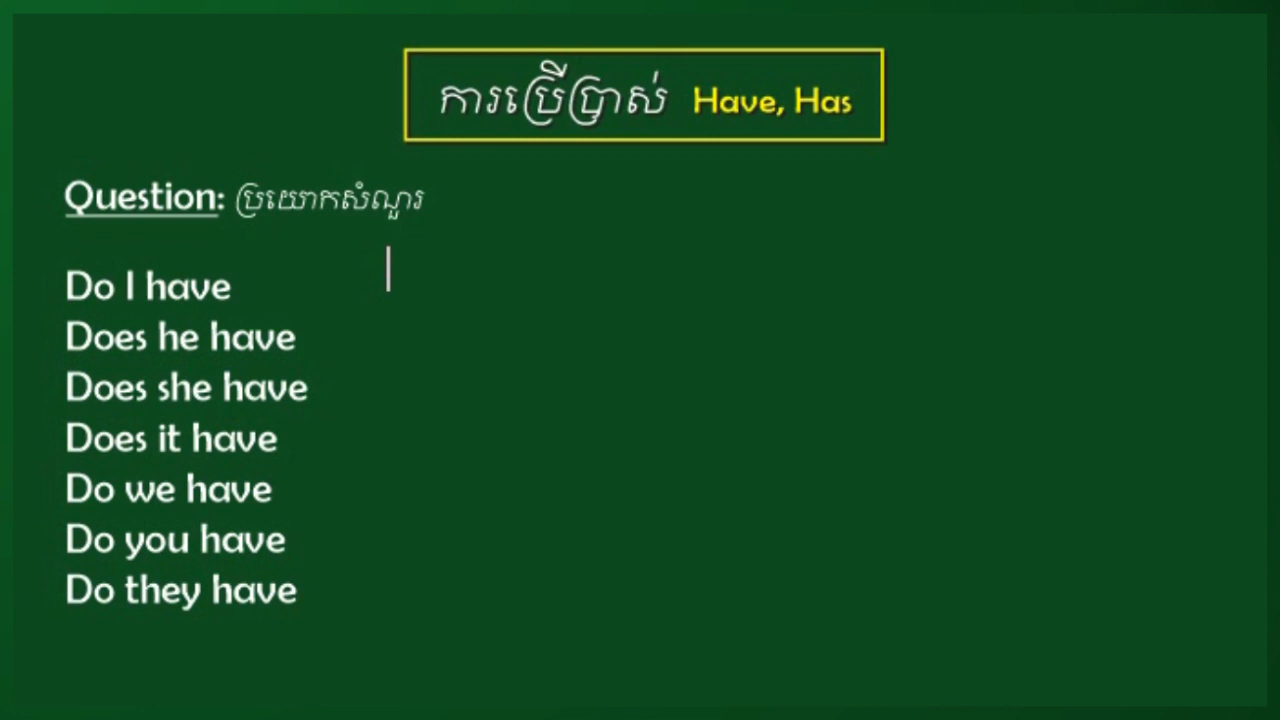 ការប្រើប្រាស់ Have, Has
Question: ប្រយោកសំណួរ
Do I have
Does he have
Does she have
Does it have
Do we have
Do you have
Do they have